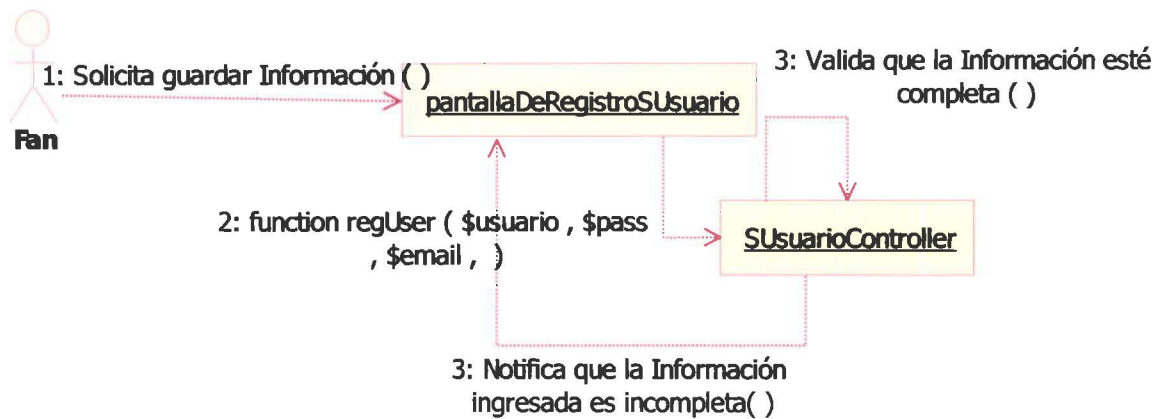 1: Solicita guardar Información ( )
3: Valida que la Información esté
completa ( )
pantallaDeRegistroSUsuario
Fan
2: function regUser ( $usuario , $pass
, $email , )
SUsuarioController
3: Notifica que la Información
ingresada es incompleta( )